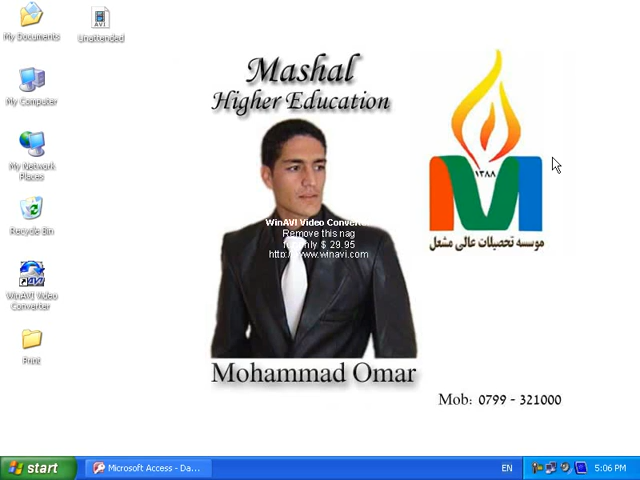 My Documents
Unattended
My Computer
My Network
Places
Recycle Bin
WinAVI Video
Converter
Print
Mashal
Higher Education
۱۳۸۸
موسسه تحصیلات عالی مشعل
WinAVI Video Converter
Remove this nag
for only $ 29.95
http://www.winavi.com
Mohammad Omar
Mob: 0799 - 321000
start
Microsoft Access - Da...
EN
5:06 PM